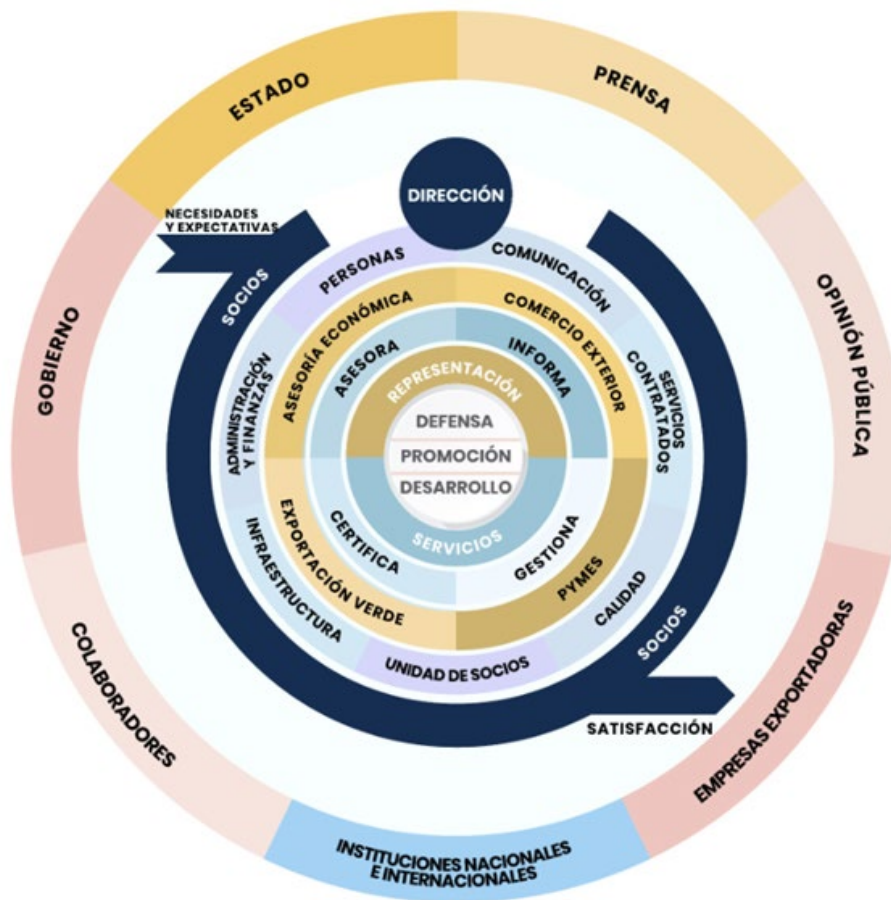 ESTADO
PRENSA
OPINIÓN PÚBLICA
EMPRESAS EXPORTADORAS
INSTITUCIONES NACIONALES
E INTERNACIONALES
COLABORADORES
GOBIERNO
NECESIDADES
Y EXPECTATIVAS
SOCIOS
DIRECCIÓN
SOCIOS
SATISFACCIÓN
PERSONAS
COMUNICACIÓN
SERVICIOS
CONTRATADOS
CALIDAD
UNIDAD DE SOCIOS
INFRAESTRUCTURA
ADMINISTRACIÓN
Y FINANZAS
ASESORÍA ECONÓMICA
COMERCIO EXTERIOR
PYMES
EXPORTACIÓN VERDE
ASESORA
INFORMA
GESTIONA
CERTIFICA
REPRESENTACIÓN
DEFENSA
PROMOCIÓN
DESARROLLO
SERVICIOS